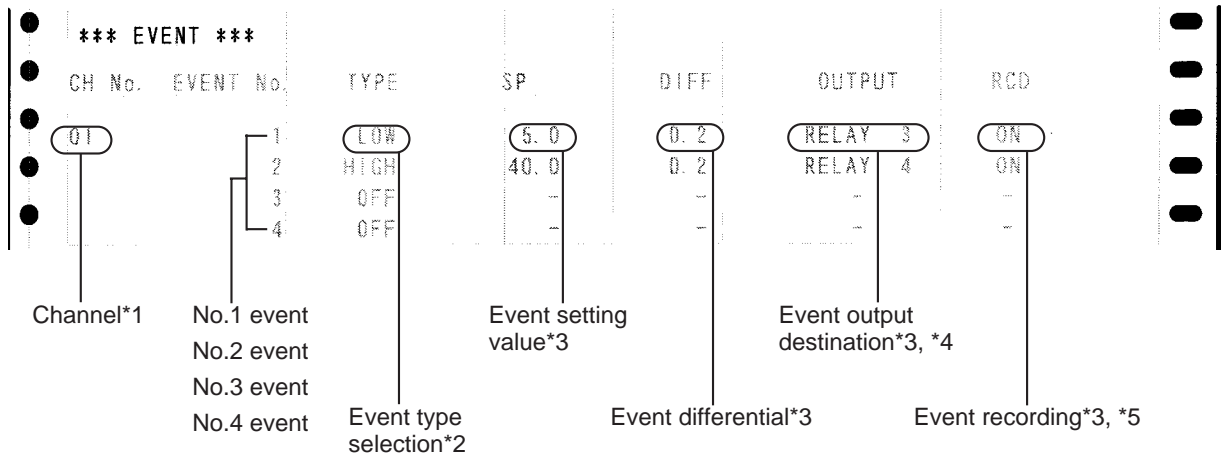 *** EVENT ***
CH No. EVENT No. TYPE SP DIFF OUTPUT RCD
01 1 LOW 5.0 0.2 RELAY 3 ON
2 HIGH 40.0 0.2 RELAY 4 ON
3 OFF - - - -
4 OFF - - - -
Channel*1
No.1 event
No.2 event
No.3 event
No.4 event
Event type
selection*2
Event setting
value*3
Event differential*3
Event output
destination*3, *4
Event recording*3, *5